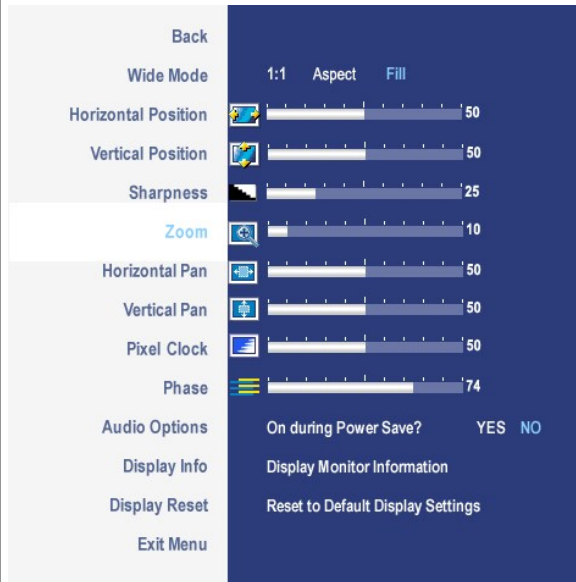 Back
Wide Mode 1:1 Aspect Fill
Horizontal Position 50
Vertical Position 50
Sharpness 25
Zoom 10
Horizontal Pan 50
Vertical Pan 50
Pixel Clock 50
Phase 74
Audio Options On during Power Save? YES NO
Display Info Display Monitor Information
Display Reset Reset to Default Display Settings
Exit Menu